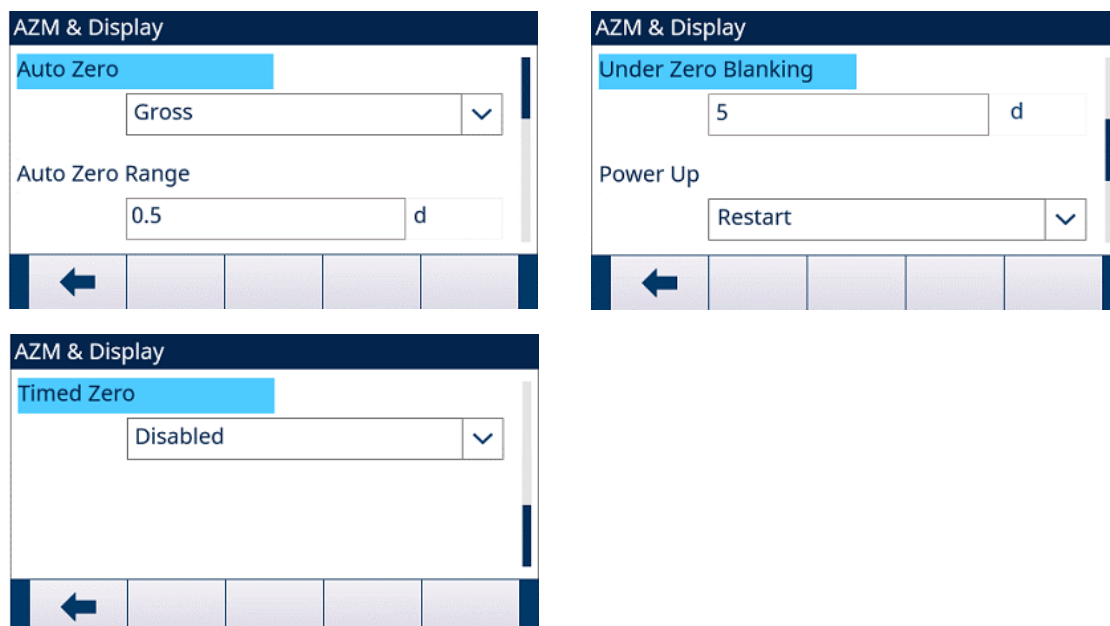 AZM & Display
Auto Zero
Gross
Auto Zero Range
0.5 d
AZM & Display
Under Zero Blanking
5 d
Power Up
Restart
AZM & Display
Timed Zero
Disabled